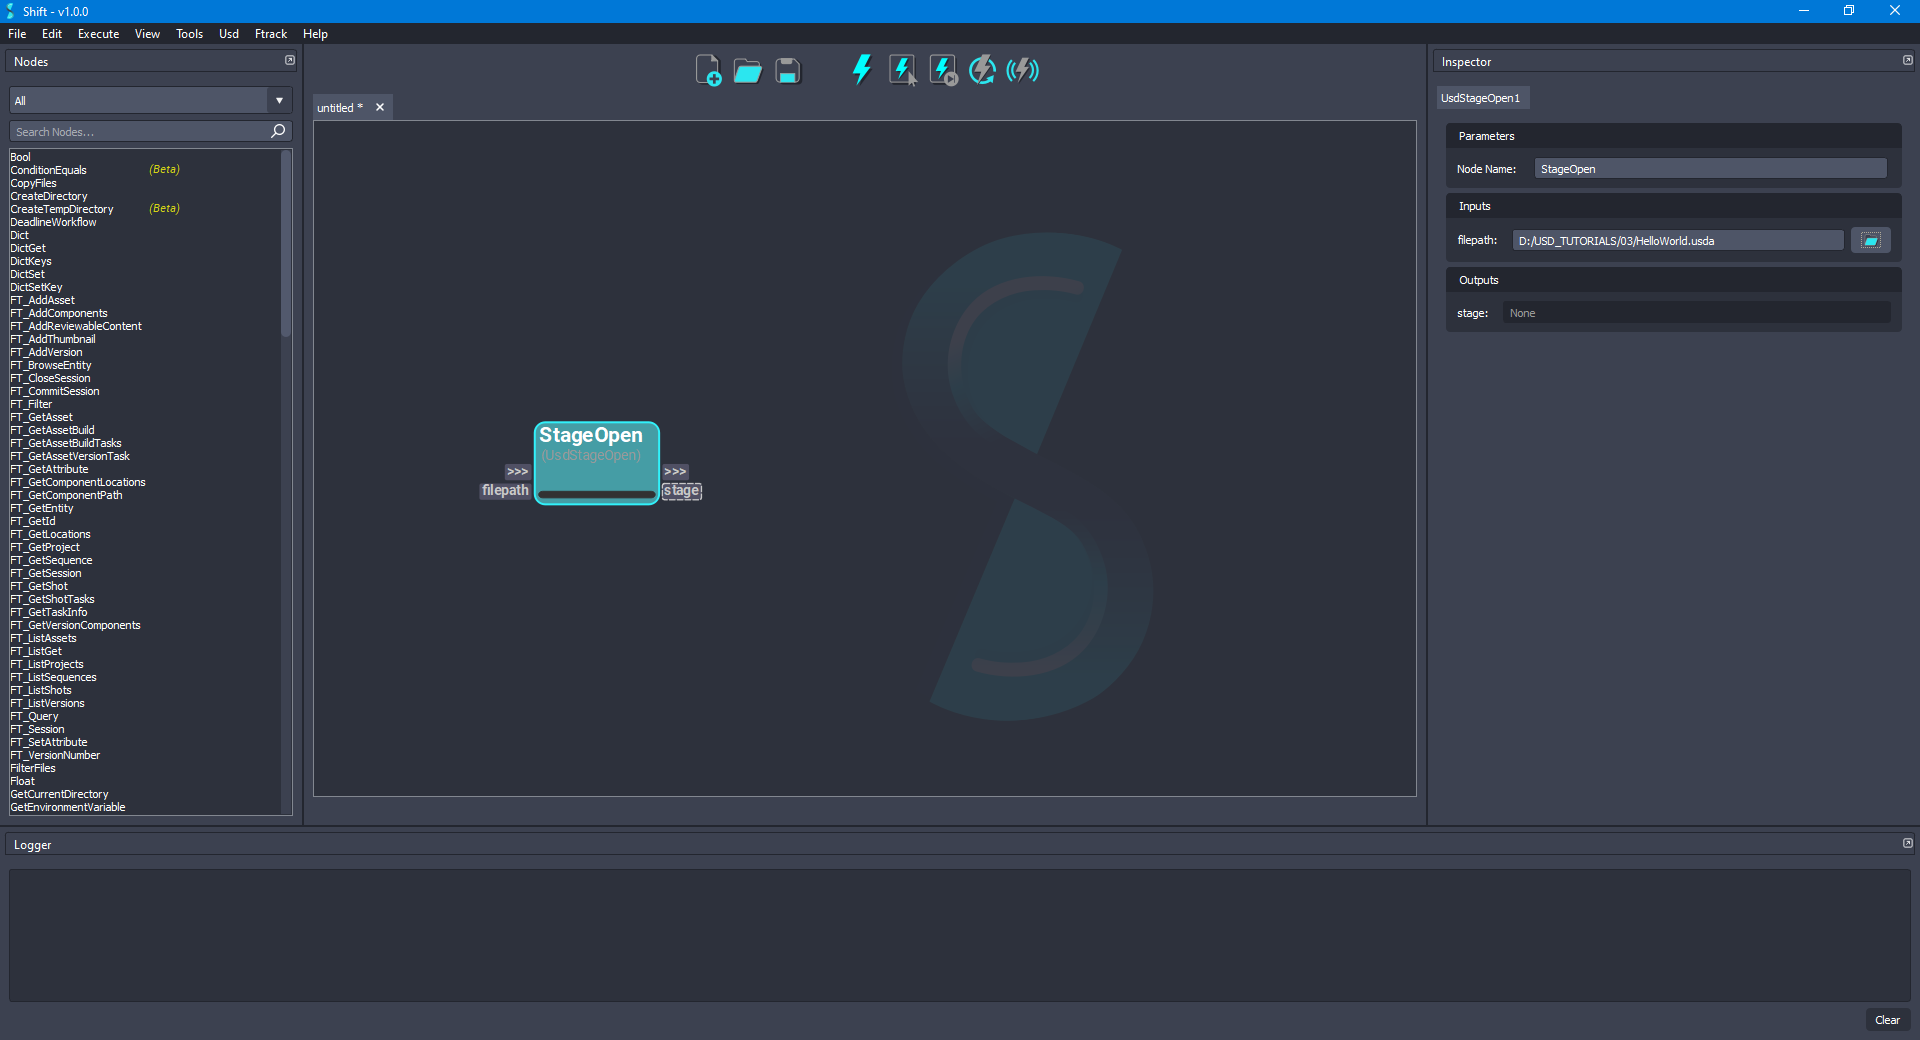 Shift - v1.0.0
File Edit Execute View Tools Usd Ftrack Help
Nodes
All
Search Nodes...
Bool
ConditionEquals (Beta)
CopyFiles
CreateDirectory
CreateTempDirectory (Beta)
DeadlineWorkflow
Dict
DictGet
DictKeys
DictSet
DictSetKey
FT_AddAsset
FT_AddComponents
FT_AddReviewableContent
FT_AddThumbnail
FT_AddVersion
FT_BrowseEntity
FT_CloseSession
FT_CommitSession
FT_Filter
FT_GetAsset
FT_GetAssetBuild
FT_GetAssetBuildTasks
FT_GetAssetVersionTask
FT_GetAttribute
FT_GetComponentLocations
FT_GetComponentPath
FT_GetEntity
FT_GetId
FT_GetLocations
FT_GetProject
FT_GetSequence
FT_GetSession
FT_GetShot
FT_GetShotTasks
FT_GetTaskInfo
FT_GetVersionComponents
FT_ListAssets
FT_ListGet
FT_ListProjects
FT_ListSequences
FT_ListShots
FT_ListVersions
FT_Query
FT_Session
FT_SetAttribute
FT_VersionNumber
FilterFiles
Float
GetCurrentDirectory
GetEnvironmentVariable
untitled *
StageOpen
(UsdStageOpen)
>>> >>>
filepath stage
Inspector
UsdStageOpen1
Parameters
Node Name: StageOpen
Inputs
filepath: D:/USD_TUTORIALS/03/HelloWorld.usda
Outputs
stage: None
Logger
Clear